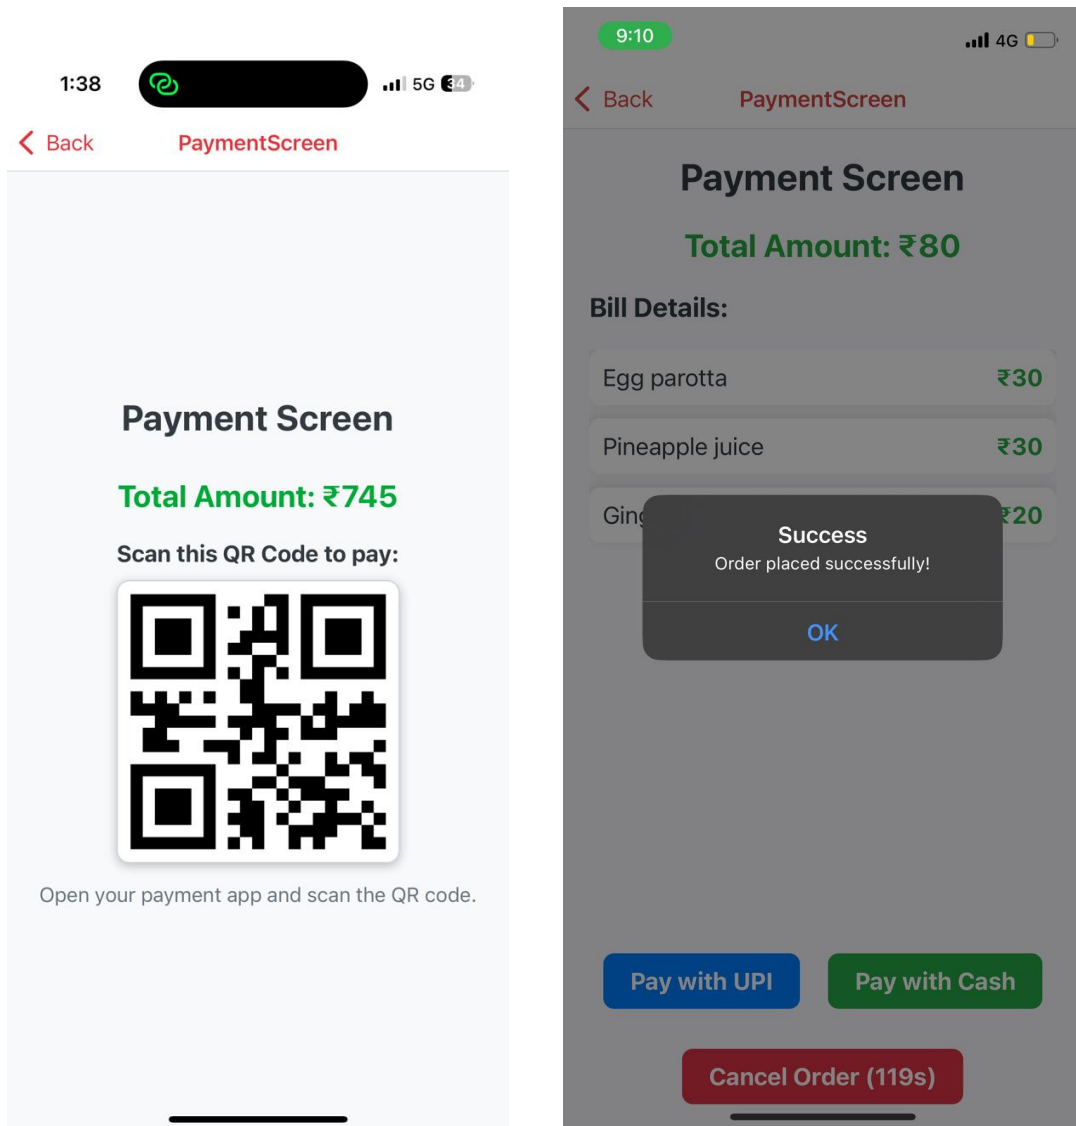 1:38
5G 34
Back PaymentScreen
Payment Screen
Total Amount: ₹745
Scan this QR Code to pay:
Open your payment app and scan the QR code.
9:10
4G
Back PaymentScreen
Payment Screen
Total Amount: ₹80
Bill Details:
Egg parotta ₹30
Pineapple juice ₹30
₹20
Success
Order placed successfully!
OK
Pay with UPI Pay with Cash
Cancel Order (119s)